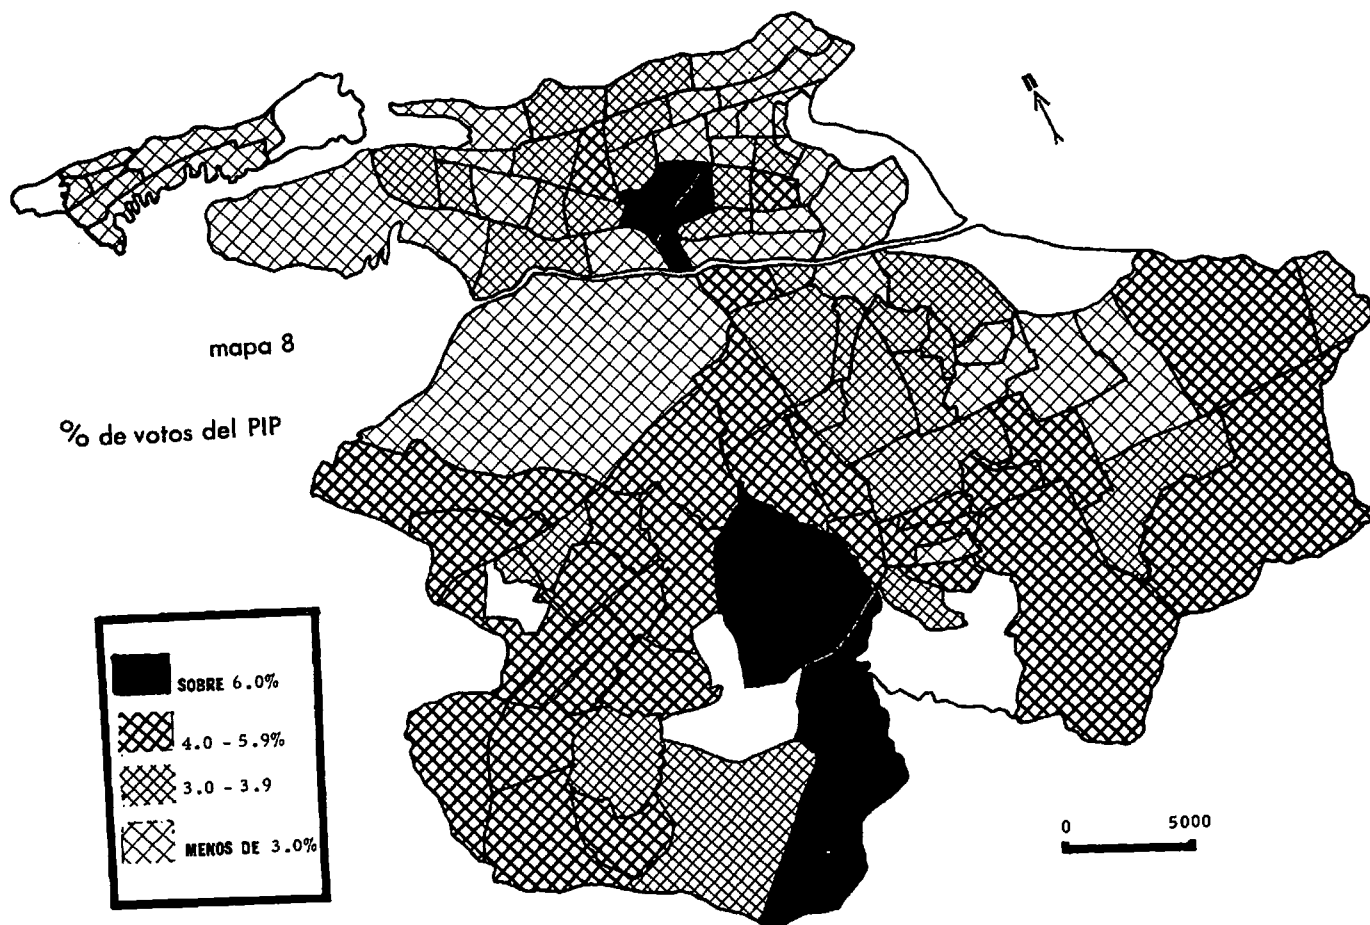 n
mapa 8
% de votos del PIP
SOBRE 6.0%
4.0 - 5.9%
3.0 - 3.9
MENOS DE 3.0%
0 5000